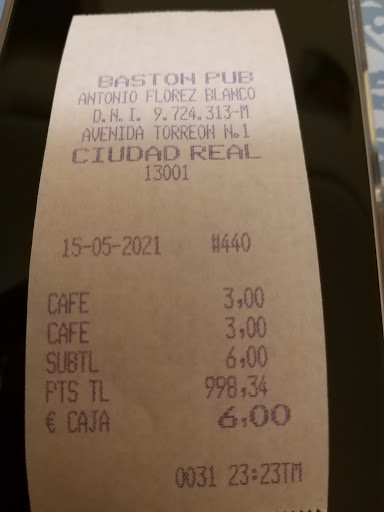 BASTON PUB
ANTONIO FLOREZ BLANCO
D.N.I. 9.724.313-M
AVENIDA TORREON N.1
CIUDAD REAL
13001
15-05-2021 #440
CAFE 3,00
CAFE 3,00
SUBTL 6,00
PTS TL 998,34
€ CAJA 6,00
0031 23:23TM